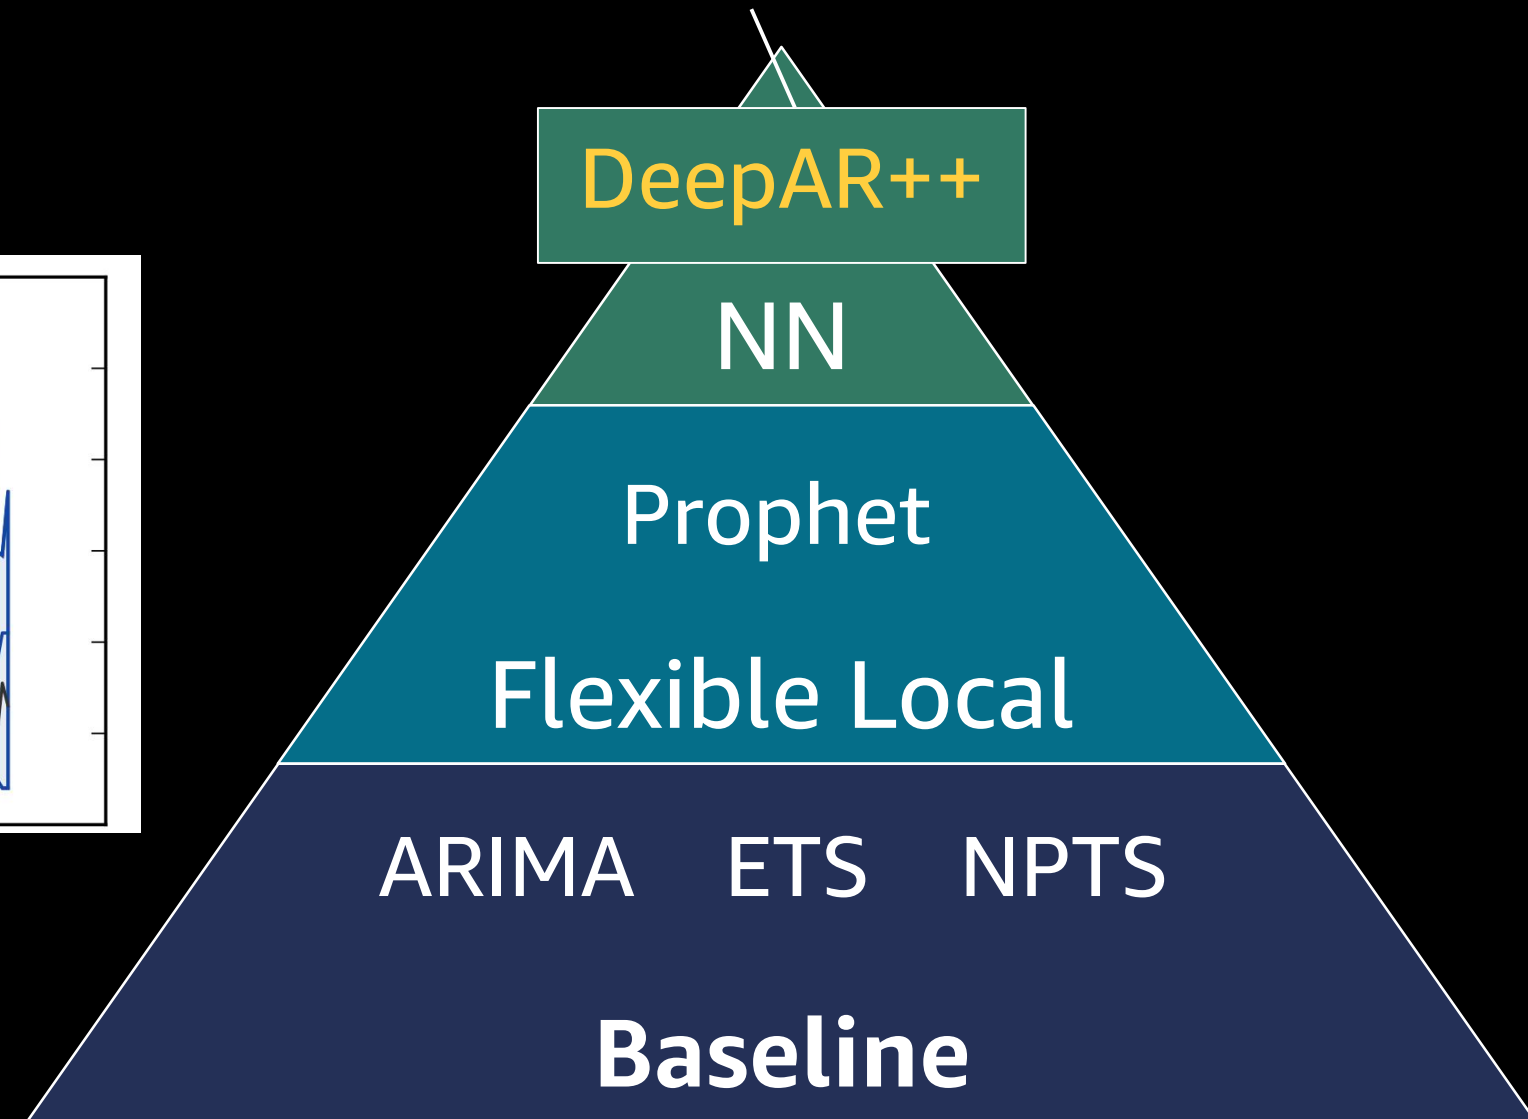 DeepAR++
NN
Prophet
Flexible Local
ARIMA ETS NPTS
Baseline